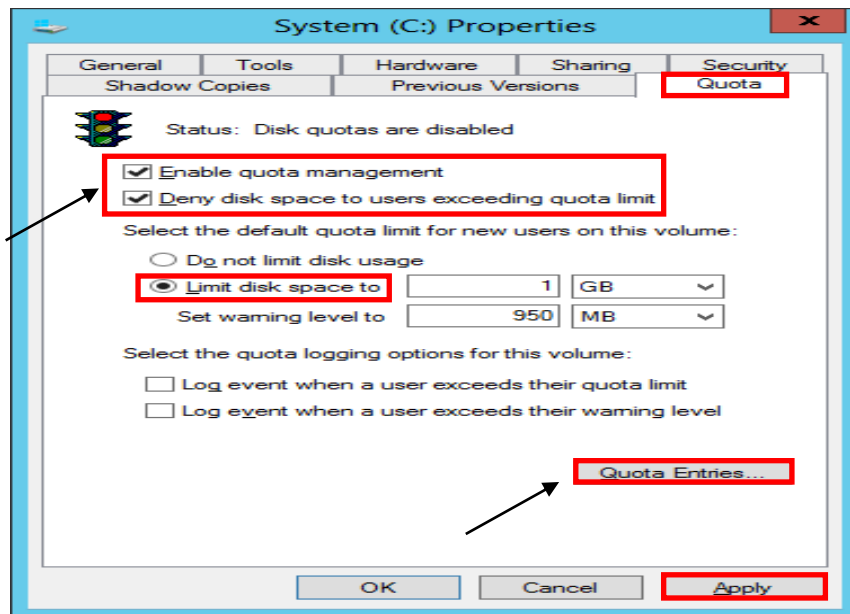 System (C:) Properties
General Tools Hardware Sharing Security
Shadow Copies Previous Versions Quota
Status: Disk quotas are disabled
Enable quota management
Deny disk space to users exceeding quota limit
Select the default quota limit for new users on this volume:
Do not limit disk usage
Limit disk space to 1 GB
Set warning level to 950 MB
Select the quota logging options for this volume:
Log event when a user exceeds their quota limit
Log event when a user exceeds their warning level
Quota Entries...
OK Cancel Apply